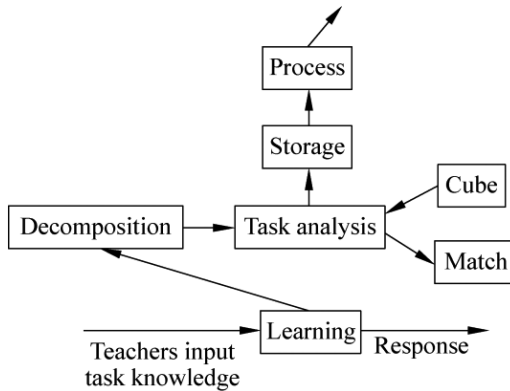 Process
Storage
Cube
Decomposition
Task analysis
Match
Learning
Teachers input
task knowledge
Response